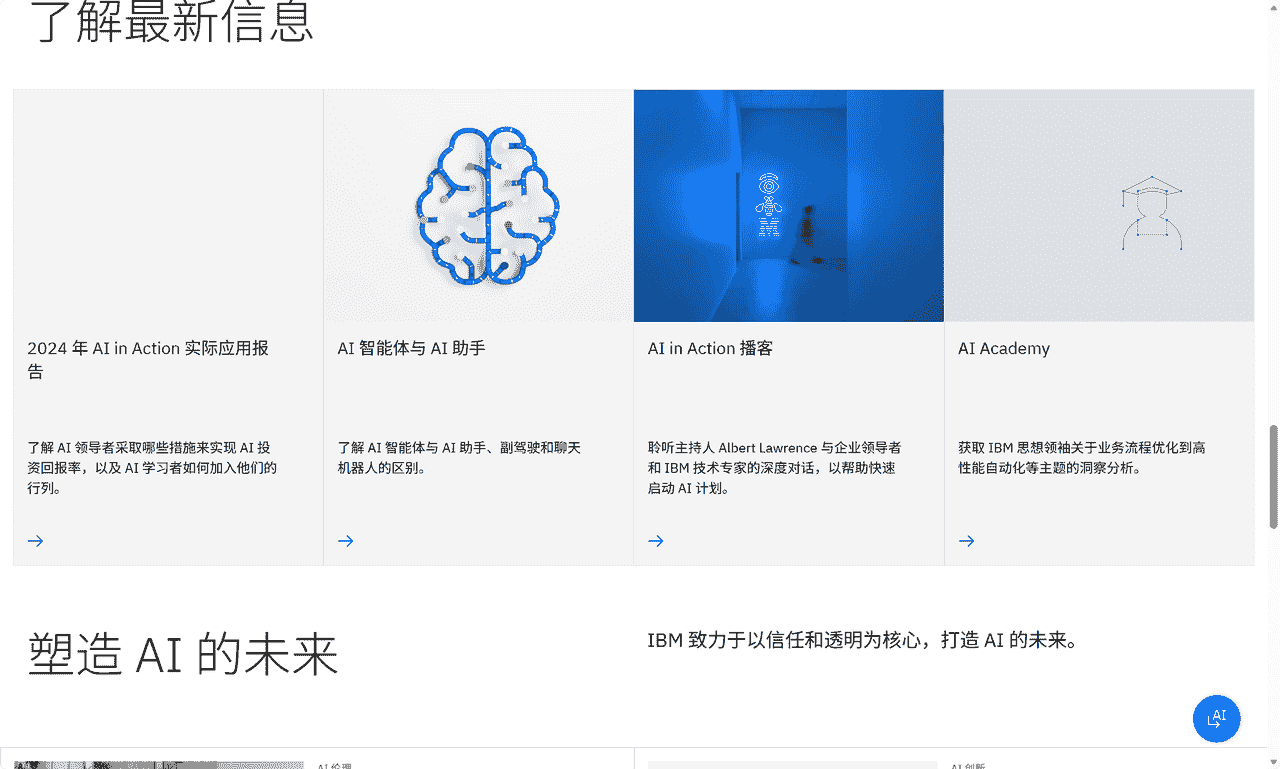 了解最新信息
2024 年 AI in Action 实际应用报
告
了解 AI 领导者采取哪些措施来实现 AI 投
资回报率，以及 AI 学习者如何加入他们的
行列。
AI 智能体与 AI 助手
了解 AI 智能体与 AI 助手、副驾驶和聊天
机器人的区别。
AI in Action 播客
聆听主持人 Albert Lawrence 与企业领导者
和 IBM 技术专家的深度对话，以帮助快速
启动 AI 计划。
AI Academy
获取 IBM 思想领袖关于业务流程优化到高
性能自动化等主题的洞察分析。
塑造 AI 的未来
IBM 致力于以信任和透明为核心，打造 AI 的未来。
AI
AI 伦理
AI 创新